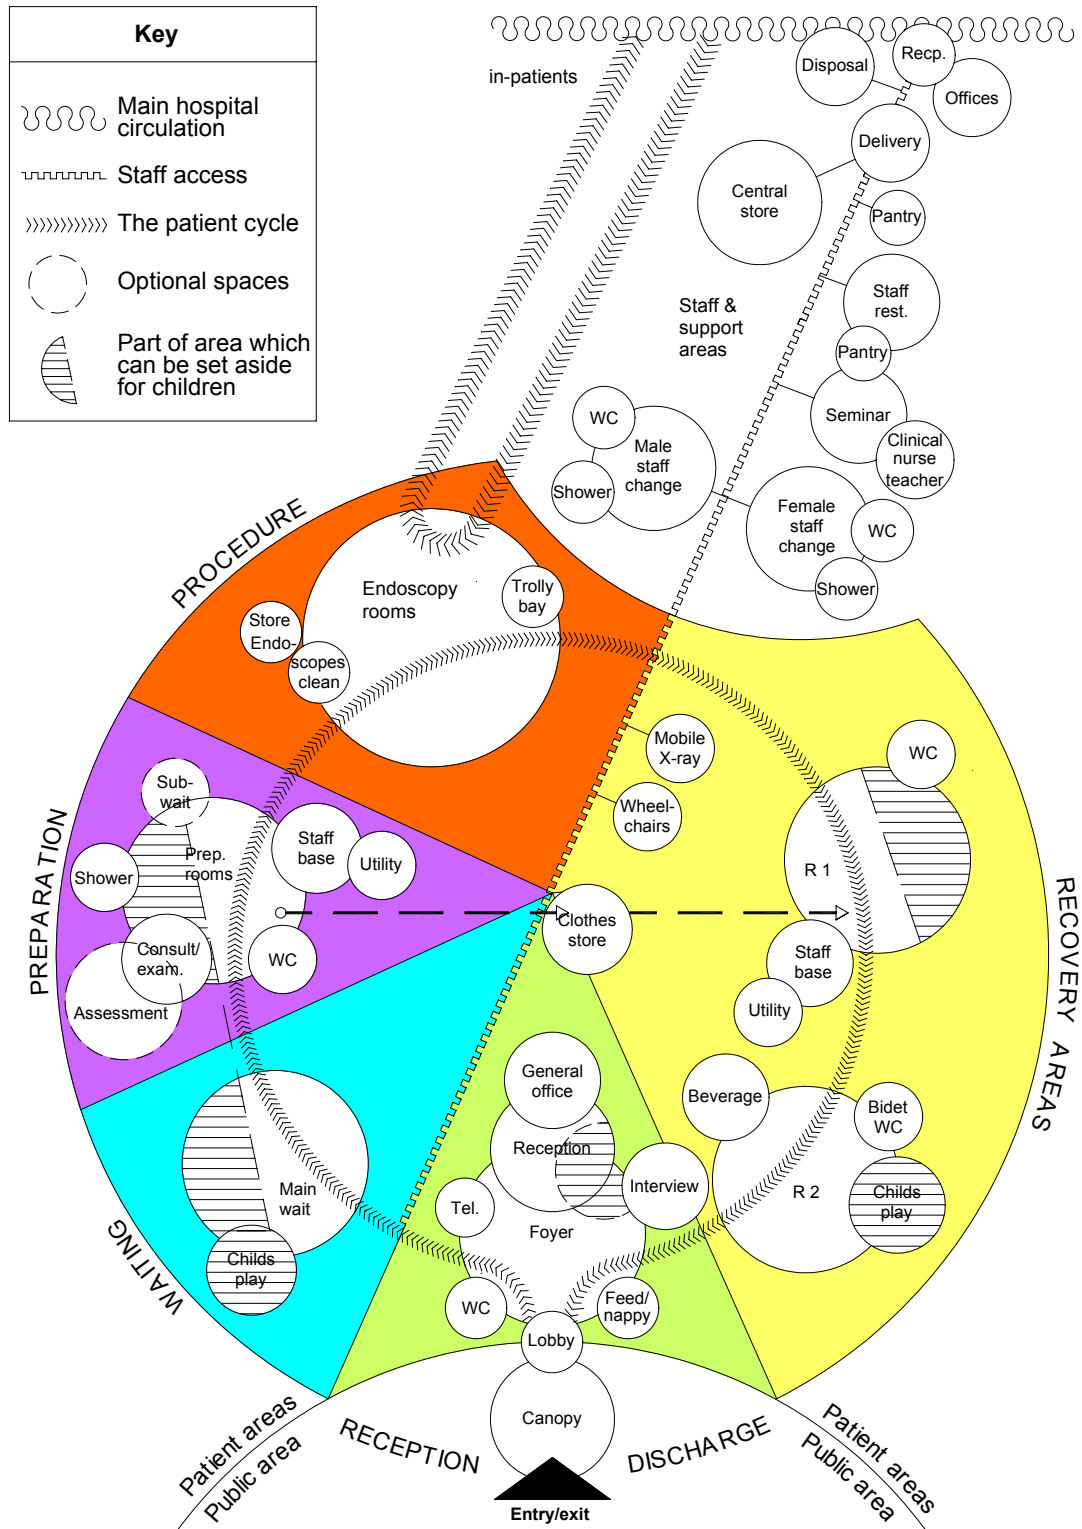 Key
Main hospital
circulation
Staff access
The patient cycle
Optional spaces
Part of area which
can be set aside
for children
in-patients
Disposal
Recp.
Offices
Delivery
Central
store
Pantry
Staff
rest.
Staff &
support
areas
Pantry
Seminar
Clinical
nurse
teacher
WC
Male
staff
change
Shower
Female
staff
change
WC
Shower
PROCEDURE
Endoscopy
rooms
Trolly
bay
Store
Endo-
scopes
clean
Mobile
X-ray
Wheel-
chairs
WC
R 1
PREPARATION
Sub-
wait
Prep.
rooms
Staff
base
Utility
Shower
Consult/
exam.
WC
Assessment
Clothes
store
Staff
base
Utility
RECOVERY AREAS
General
office
Reception
Interview
Tel.
Foyer
WC
Feed/
nappy
Lobby
Beverage
Bidet
WC
R 2
Childs
play
WAITING
Main
wait
Childs
play
Canopy
RECEPTION
DISCHARGE
Patient areas
Public area
Patient areas
Public area
Entry/exit